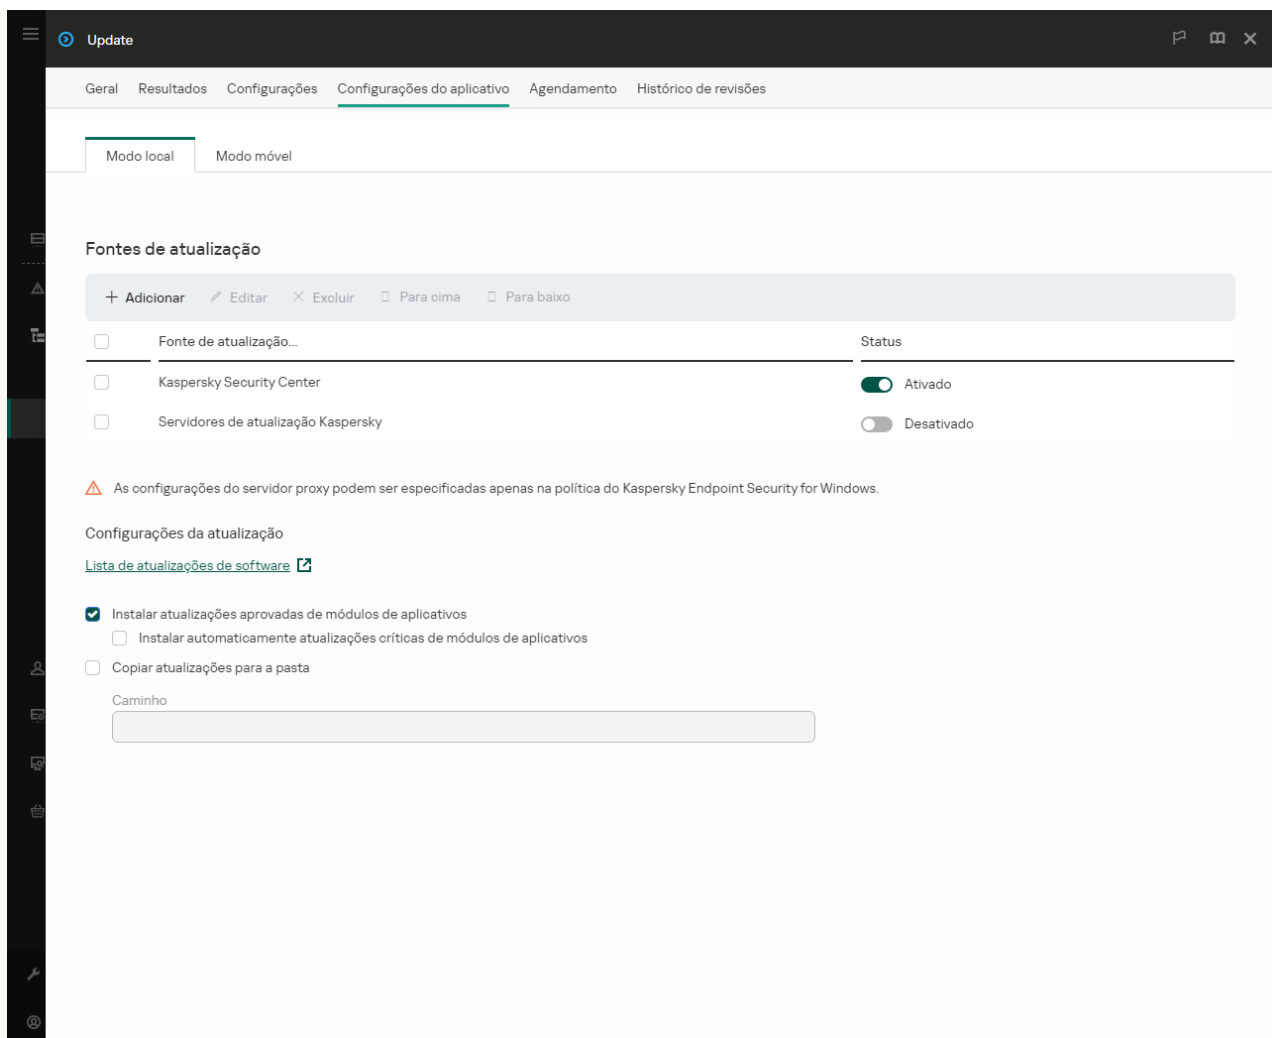 Update
Geral Resultados Configurações Configurações do aplicativo Agendamento Histórico de revisões
Modo local Modo móvel
Fontes de atualização
Adicionar Editar Excluir Para cima Para baixo
Fonte de atualização... Status
Kaspersky Security Center Ativado
Servidores de atualização Kaspersky Desativado
As configurações do servidor proxy podem ser especificadas apenas na política do Kaspersky Endpoint Security for Windows.
Configurações da atualização
Lista de atualizações de software
Instalar atualizações aprovadas de módulos de aplicativos
Instalar automaticamente atualizações críticas de módulos de aplicativos
Copiar atualizações para a pasta
Caminho